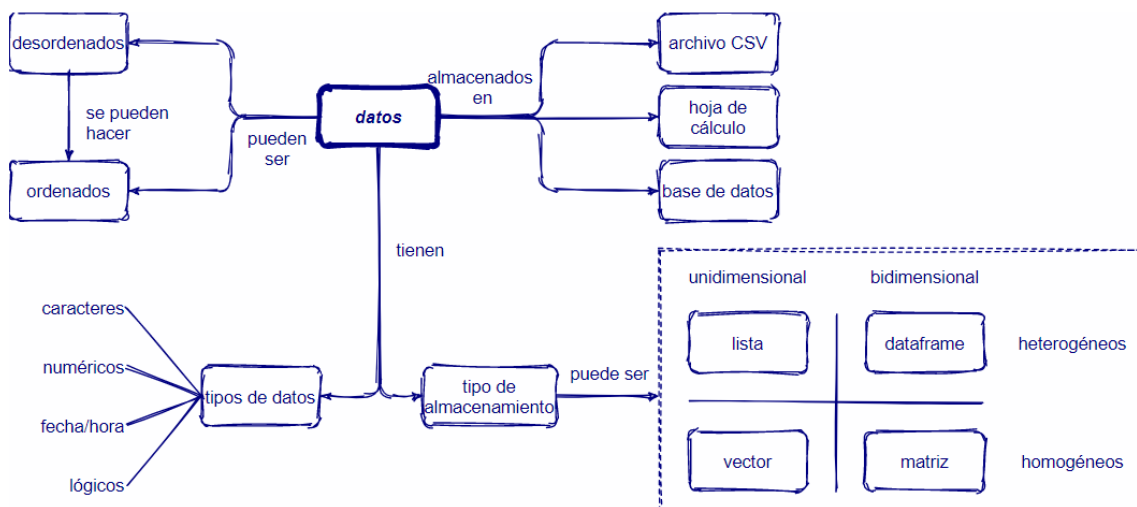 desordenados
se pueden
hacer
ordenados
pueden
ser
datos
almacenados
en
archivo CSV
hoja de
cálculo
base de datos
tienen
caracteres
numéricos
fecha/hora
lógicos
tipos de datos
tipo de
almacenamiento
puede ser
unidimensional
bidimensional
lista
dataframe
heterogéneos
vector
matriz
homogéneos